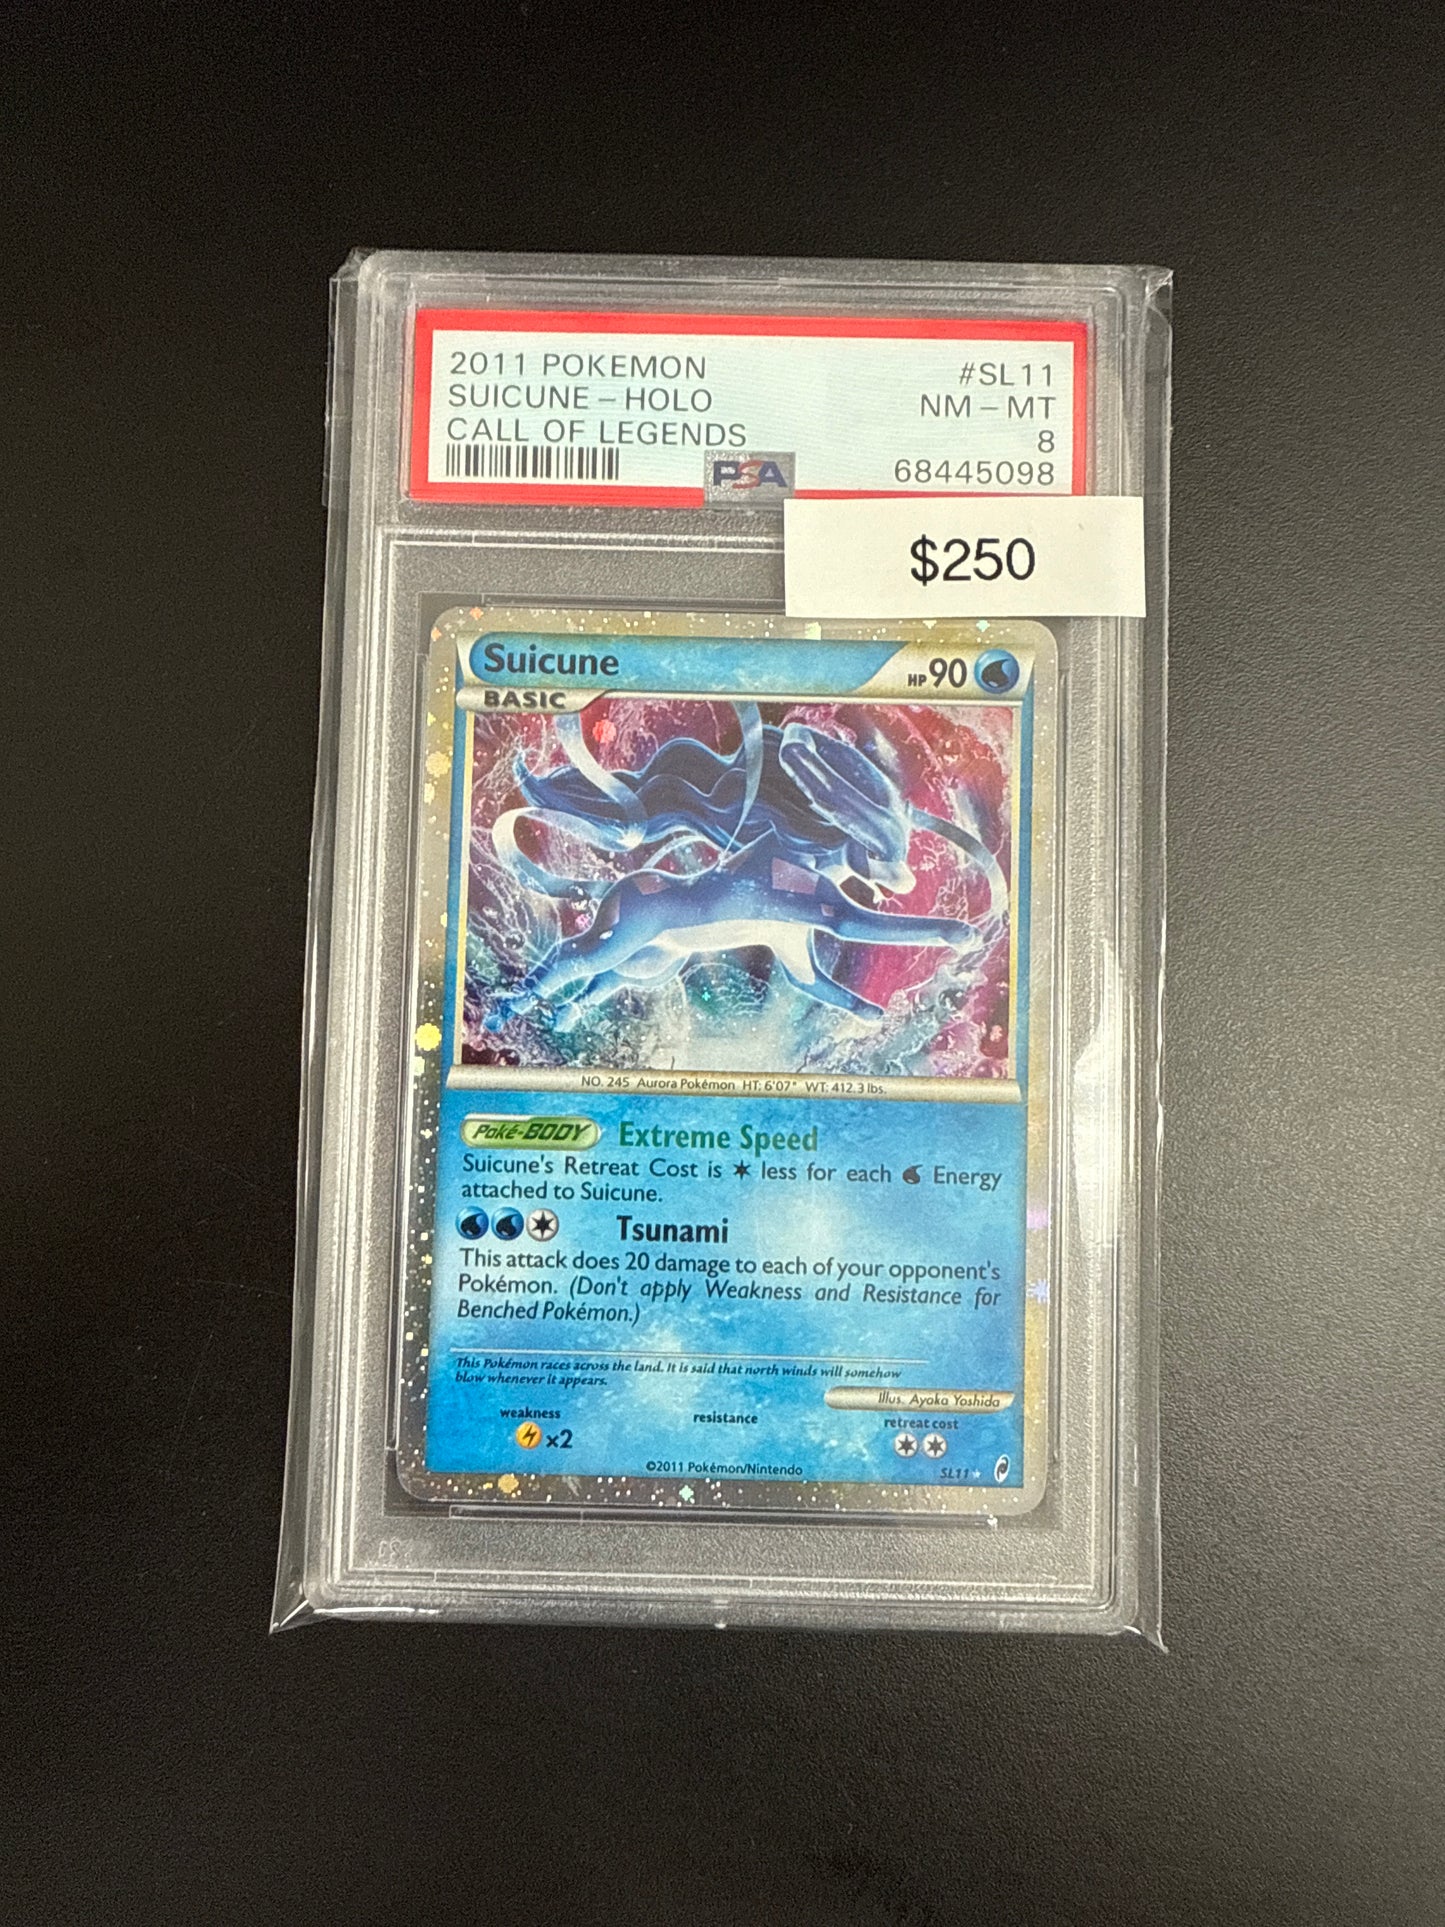 2011 POKEMON #SL11
SUICUNE - HOLO NM - MT
CALL OF LEGENDS 8
PSA 68445098
$250
Suicune HP 90
BASIC
NO. 245 Aurora Pokémon HT: 6'07" WT: 412.3 lbs.
Poké-BODY Extreme Speed
Suicune's Retreat Cost is less for each Energy
attached to Suicune.
Tsunami
This attack does 20 damage to each of your opponent's
Pokémon. (Don't apply Weakness and Resistance for
Benched Pokémon.)
This Pokémon races across the land. It is said that north winds will somehow
blow whenever it appears.
Illus. Ayaka Yoshida
weakness resistance retreat cost
x2
©2011 Pokémon/Nintendo SL11